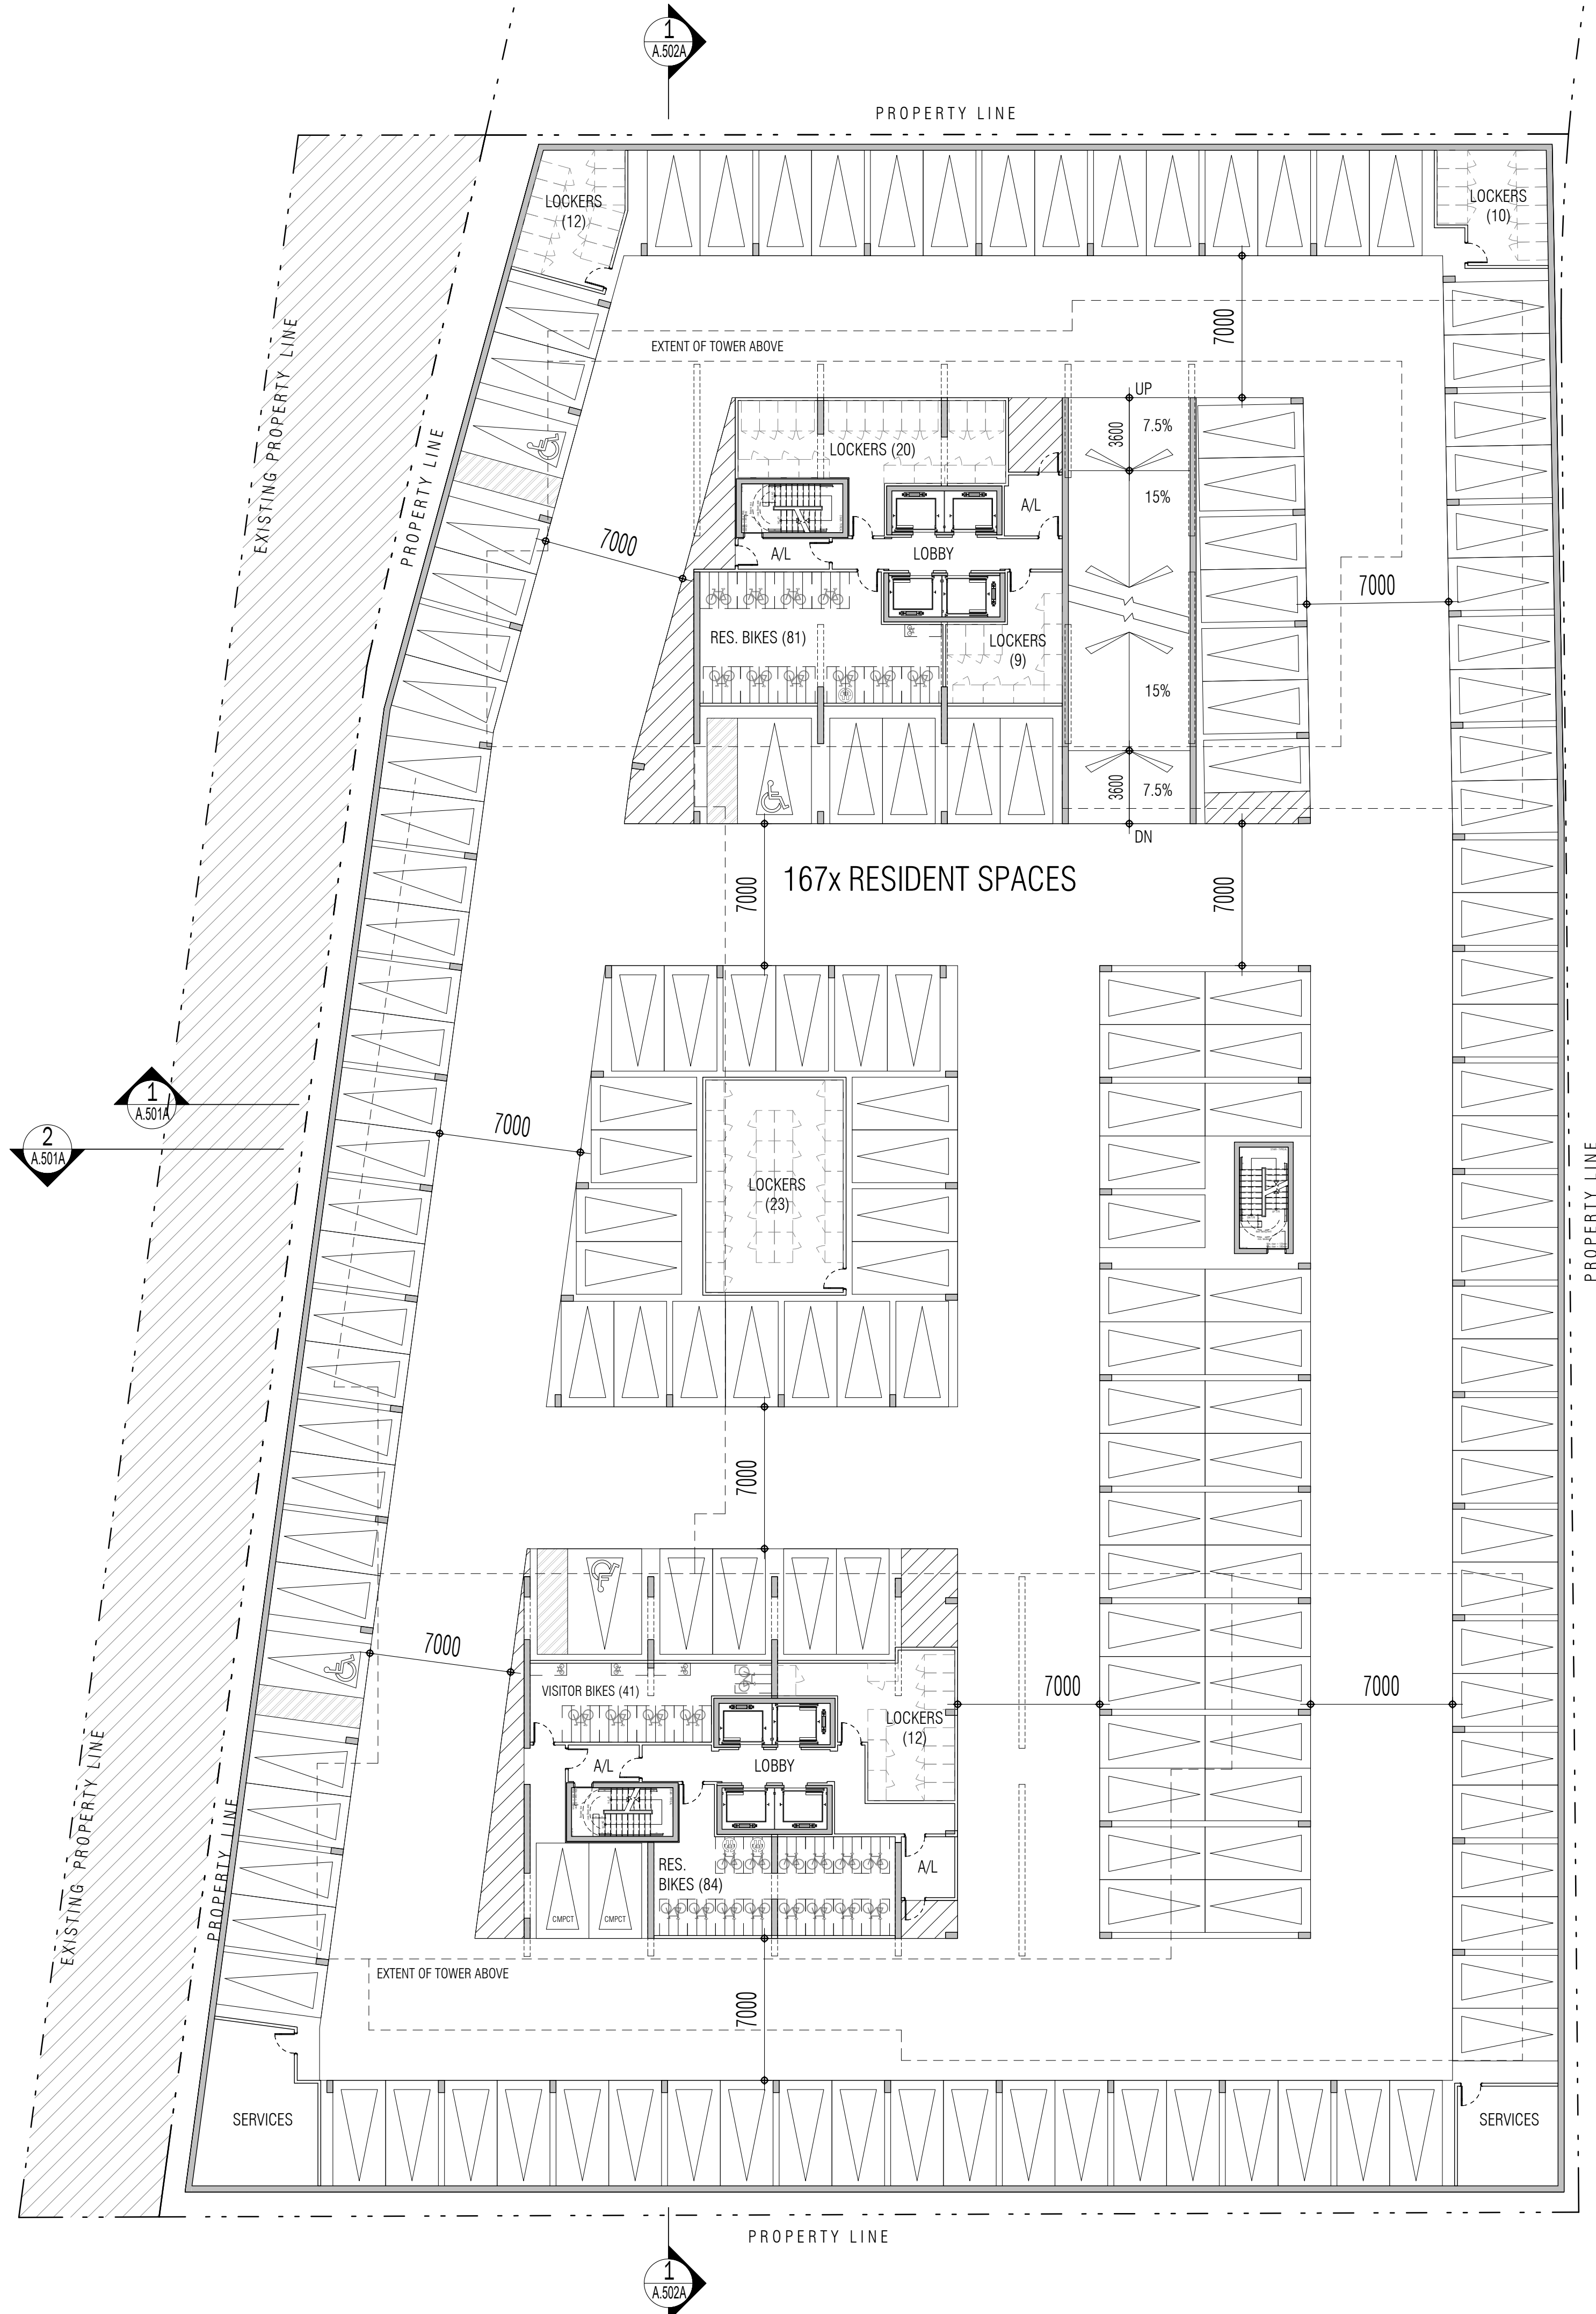 1
A.502A
PROPERTY LINE
LOCKERS
(12)
LOCKERS
(10)
EXISTING PROPERTY LINE
PROPERTY LINE
EXTENT OF TOWER ABOVE
7000
UP
3600
7.5%
LOCKERS (20)
15%
A/L
7000
A/L
LOBBY
7000
RES. BIKES (81)
LOCKERS
(9)
15%
3600
7.5%
DN
167x RESIDENT SPACES
7000
7000
1
A.501A
2
A.501A
7000
LOCKERS
(23)
PROPERTY LINE
7000
7000
VISITOR BIKES (41)
7000
7000
LOCKERS
(12)
A/L
LOBBY
EXISTING PROPERTY LINE
PROPERTY LINE
RES.
BIKES (84)
A/L
CMPCT
CMPCT
EXTENT OF TOWER ABOVE
7000
SERVICES
SERVICES
PROPERTY LINE
1
A.502A